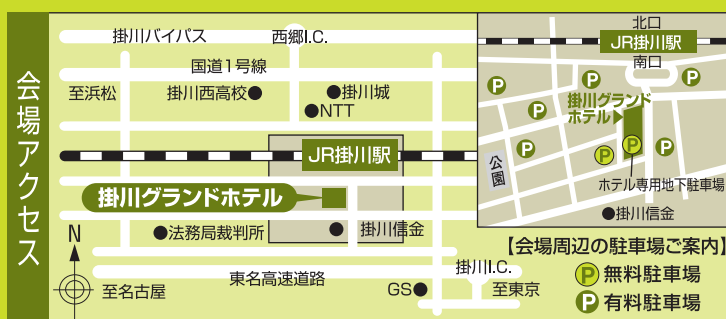 会場アクセス
掛川バイパス
西郷I.C.
国道1号線
至浜松
掛川西高校
掛川城
NTT
JR掛川駅
掛川グランドホテル
法務局裁判所
掛川信金
N
東名高速道路
掛川I.C.
至名古屋
GS
至東京
北口
JR掛川駅
南口
P
P
P
掛川グランド
ホテル
P
P
P
P
公園
ホテル専用地下駐車場
掛川信金
【会場周辺の駐車場ご案内】
P 無料駐車場
P 有料駐車場